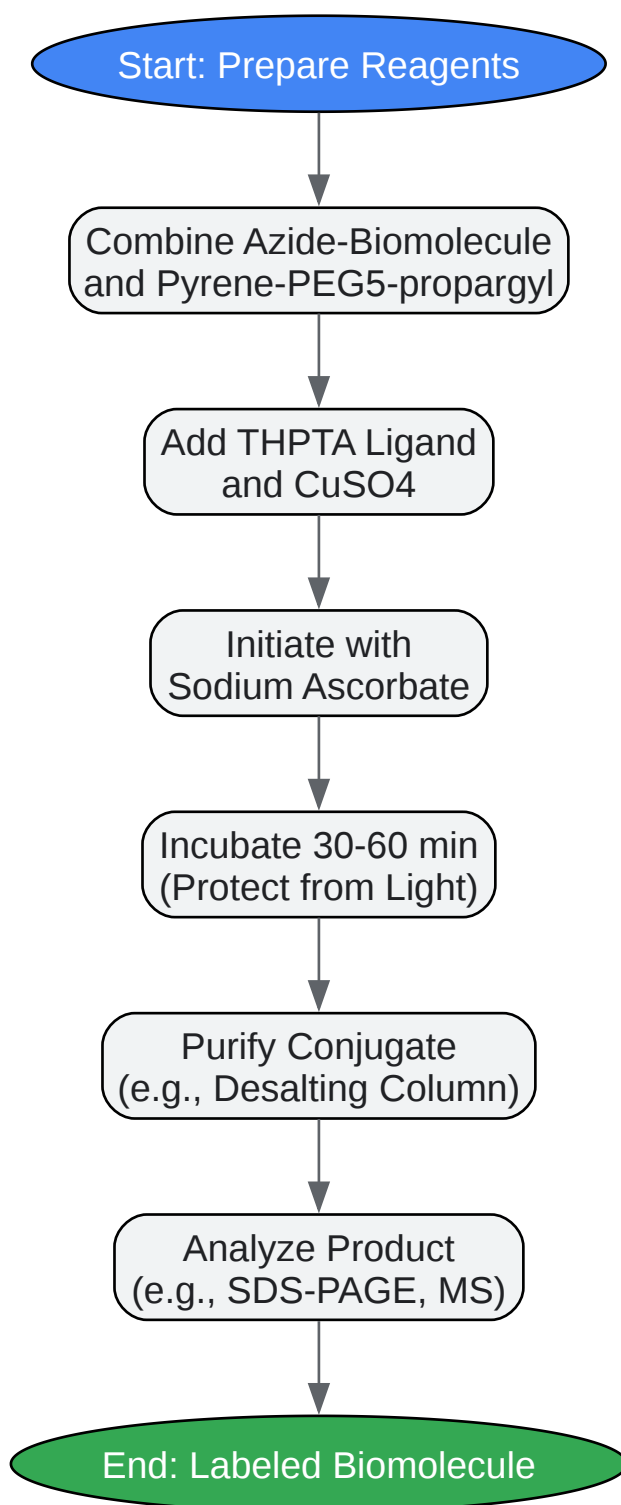 Start: Prepare Reagents
Combine Azide-Biomolecule
and Pyrene-PEG5-propargyl
Add THPTA Ligand
and CuSO4
Initiate with
Sodium Ascorbate
Incubate 30-60 min
(Protect from Light)
Purify Conjugate
(e.g., Desalting Column)
Analyze Product
(e.g., SDS-PAGE, MS)
End: Labeled Biomolecule